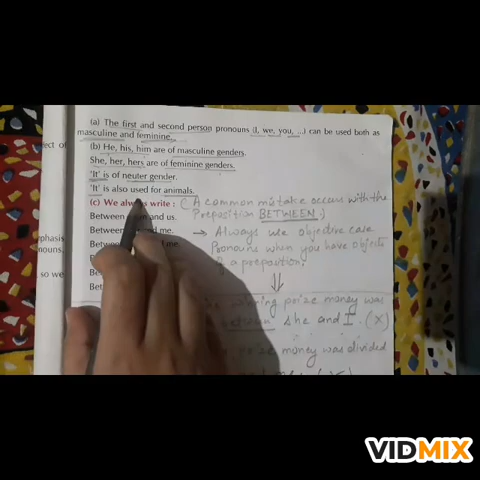 (a) The first and second person pronouns (I, we, you, ...) can be used both as
masculine and feminine.
(b) He, his, him are of masculine genders.
She, her, hers are of feminine genders.
'It' is of neuter gender.
'It' is also used for animals.
(c) We always write :
Between and us.
Between me.
ect of
phasis
nouns.
so we
(A common mistake occurs with the
Preposition BETWEEN.)
→ Always use objective case
Pronouns when you have objects
of a preposition.
winning prize money was
between she and I. (X)
prize money was divided
VIDMIX